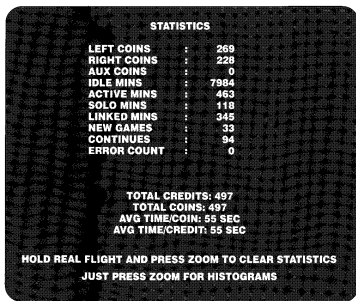 STATISTICS
LEFT COINS : 269
RIGHT COINS : 228
AUX COINS : 0
IDLE MINS : 7984
ACTIVE MINS : 463
SOLO MINS : 118
LINKED MINS : 345
NEW GAMES : 33
CONTINUES : 94
ERROR COUNT : 0
TOTAL CREDITS: 497
TOTAL COINS: 497
AVG TIME/COIN: 55 SEC
AVG TIME/CREDIT: 55 SEC
HOLD REAL FLIGHT AND PRESS ZOOM TO CLEAR STATISTICS
JUST PRESS ZOOM FOR HISTOGRAMS